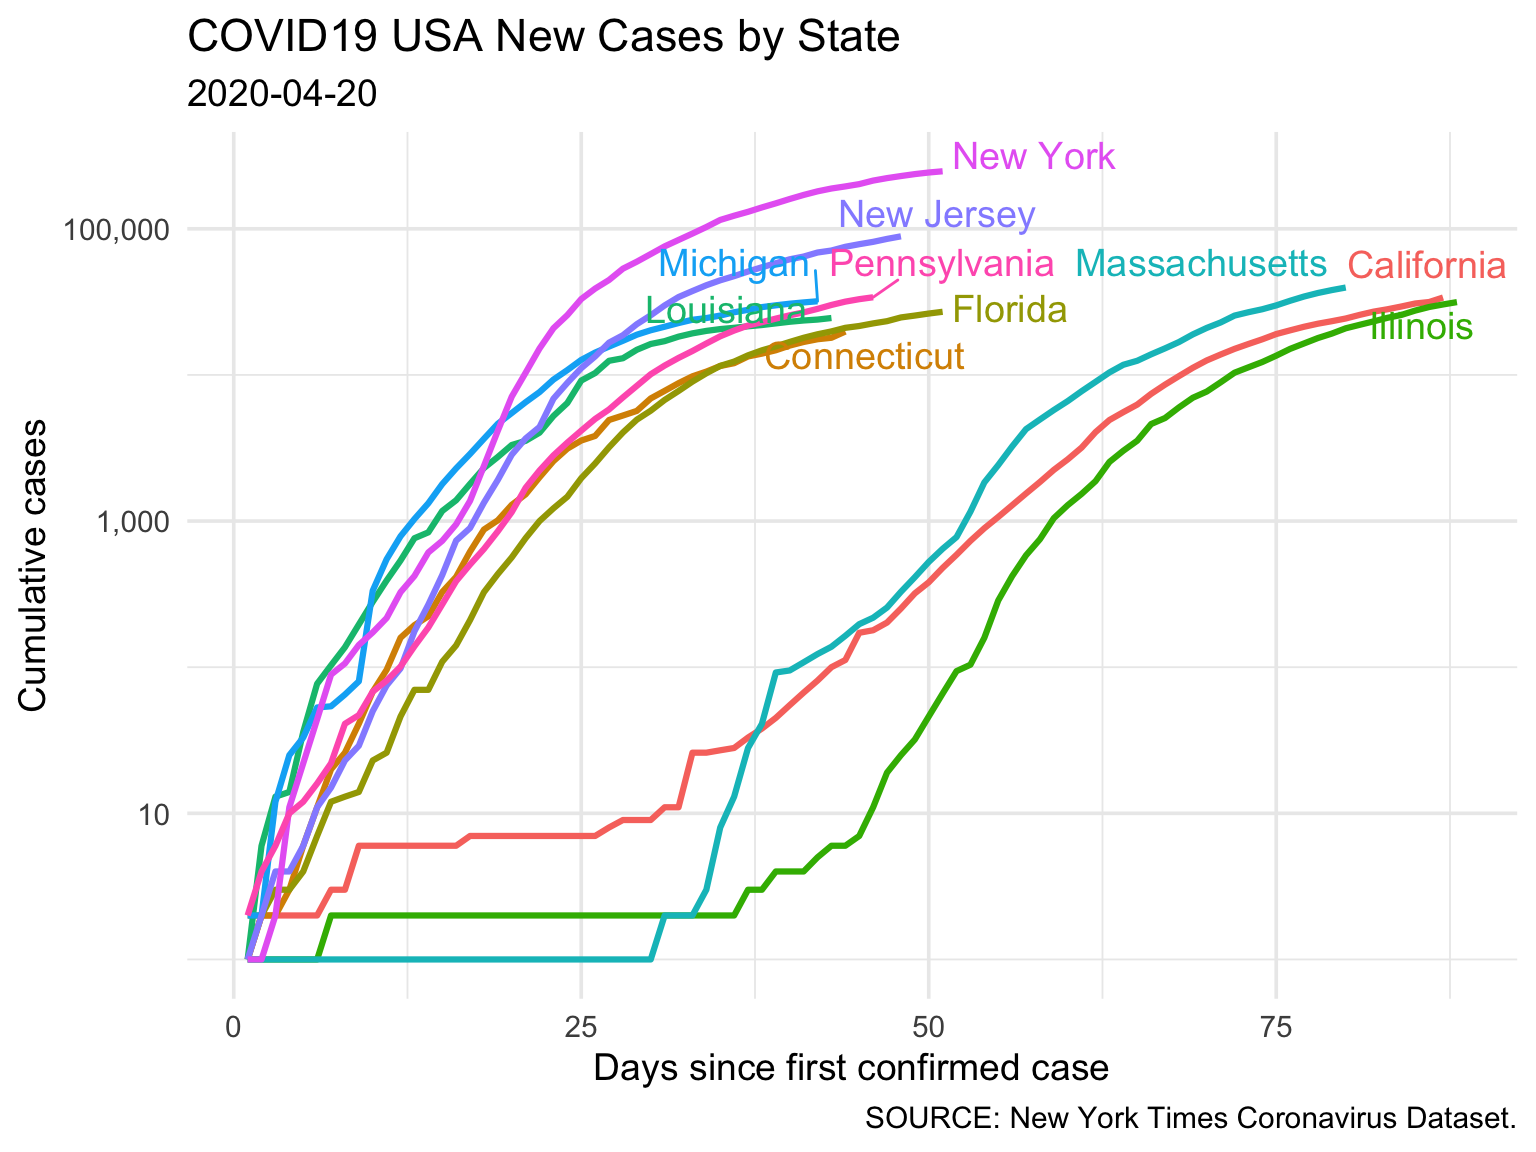 COVID19 USA New Cases by State
2020-04-20
New York
New Jersey
Michigan
Pennsylvania
Massachusetts
California
Louisiana
Florida
Illinois
Connecticut
100,000
1,000
10
Cumulative cases
0 25 50 75
Days since first confirmed case
SOURCE: New York Times Coronavirus Dataset.